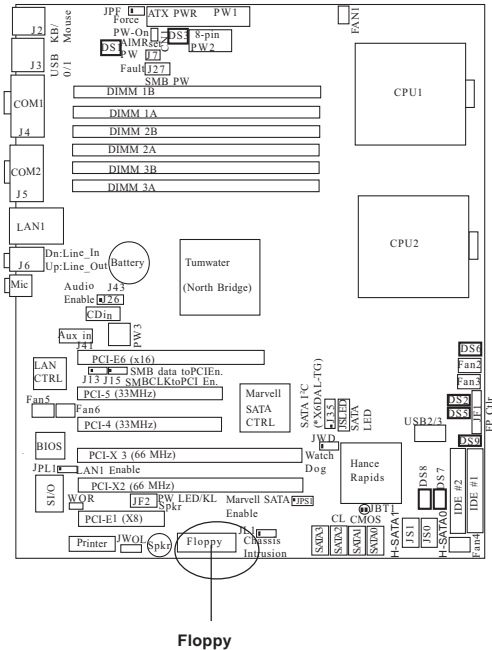 JPF
ATX PWR PW1
Force
PW-On
DS3
8-pin
PW2
CN1
AIMRset
DS1
PW
J7
Fault
J27
SMB PW
FAN1
J2
KB/
Mouse
J3
USB
0/1
COM1
J4
COM2
J5
LAN1
J6
Mic
DIMM 1B
DIMM 1A
DIMM 2B
DIMM 2A
DIMM 3B
DIMM 3A
CPU1
CPU2
Dn:Line_In
Up:Line_Out
Battery
Tumwater
(North Bridge)
Audio
Enable
J43
J26
CDin
Aux in
J41
PW3
PCI-E6 (x16)
SMB data toPCIEn.
J13 J15 SMBCLKtoPCI En.
LAN
CTRL
Fan5
Fan6
PCI-5 (33MHz)
PCI-4 (33MHz)
Marvell
SATA
CTRL
SATA I²C
(*X6DAL-TG)
J35
JSLED
SATA
LED
DS6
Fan2
Fan3
DS2
DS5
JF1
FP Ctlr
USB2/3
DS9
BIOS
PCI-X 3 (66 MHz)
JWD
Watch
Dog
Hance
Rapids
JPL1
LAN1 Enable
PCI-X2 (66 MHz)
SI/O
WOR
JF2
PW LED/KL
Spkr
Marvell SATA
Enable
JPS1
JBT1
DS8
DS7
IDE #2
IDE #1
PCI-E1 (X8)
Printer
JWOL
Spkr
Floppy
JL1
Chassis
Intrusion
CL CMOS
SATA3
SATA2
SATA1
SATA0
H-SATA1
JS1
JS0
H-SATA0
Fan4
Floppy